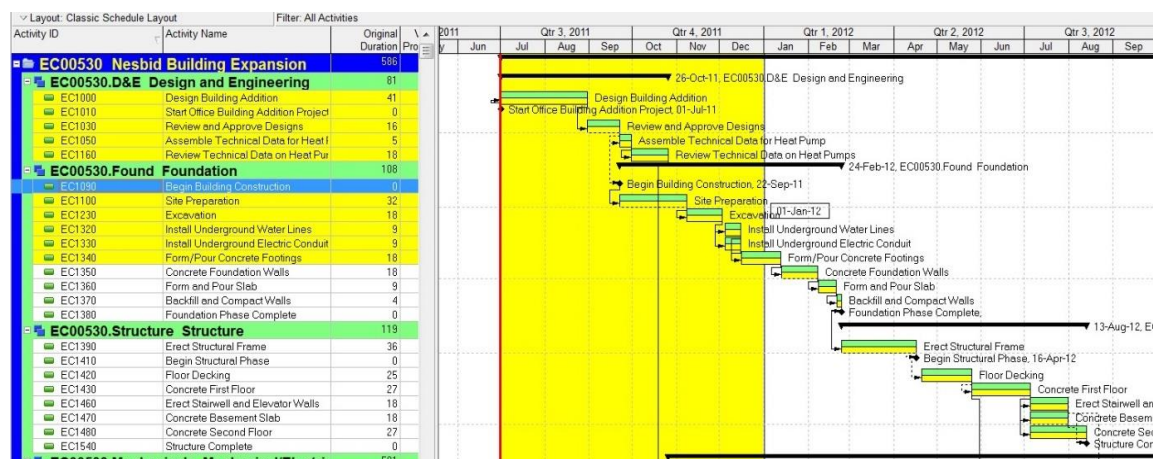 Layout: Classic Schedule Layout Filter: All Activities
Activity ID Activity Name Original Duration
2011 Qtr 3, 2011 Qtr 4, 2011 Qtr 1, 2012 Qtr 2, 2012 Qtr 3, 2012
Jun Jul Aug Sep Oct Nov Dec Jan Feb Mar Apr May Jun Jul Aug Sep
EC00530 Nesbid Building Expansion 586
EC00530.D&E Design and Engineering 81 26-Oct-11, EC00530.D&E Design and Engineering
EC1000 Design Building Addition 41 Design Building Addition
EC1010 Start Office Building Addition Project 0 Start Office Building Addition Project, 01-Jul-11
EC1030 Review and Approve Designs 16 Review and Approve Designs
EC1050 Assemble Technical Data for Heat 5 Assemble Technical Data for Heat Pump
EC1160 Review Technical Data on Heat Pur 18 Review Technical Data on Heat Pumps
EC00530.Found Foundation 108 24-Feb-12, EC00530.Found Foundation
EC1090 Begin Building Construction 0 Begin Building Construction, 22-Sep-11
EC1100 Site Preparation 32 Site Preparation
EC1230 Excavation 18 Excavation 01-Jan-12
EC1320 Install Underground Water Lines 9 Install Underground Water Lines
EC1330 Install Underground Electric Conduit 9 Install Underground Electric Conduit
EC1340 Form/Pour Concrete Footings 18 Form/Pour Concrete Footings
EC1350 Concrete Foundation Walls 18 Concrete Foundation Walls
EC1360 Form and Pour Slab 9 Form and Pour Slab
EC1370 Backfill and Compact Walls 4 Backfill and Compact Walls
EC1380 Foundation Phase Complete 0 Foundation Phase Complete,
EC00530.Structure Structure 119 13-Aug-12, EC
EC1390 Erect Structural Frame 36 Erect Structural Frame
EC1410 Begin Structural Phase 0 Begin Structural Phase, 16-Apr-12
EC1420 Floor Decking 25 Floor Decking
EC1430 Concrete First Floor 27 Concrete First Floor
EC1460 Erect Stairwell and Elevator Walls 18 Erect Stairwell an
EC1470 Concrete Basement Slab 18 Concrete Basem
EC1480 Concrete Second Floor 27 Concrete Sec
EC1540 Structure Complete 0 Structure Con